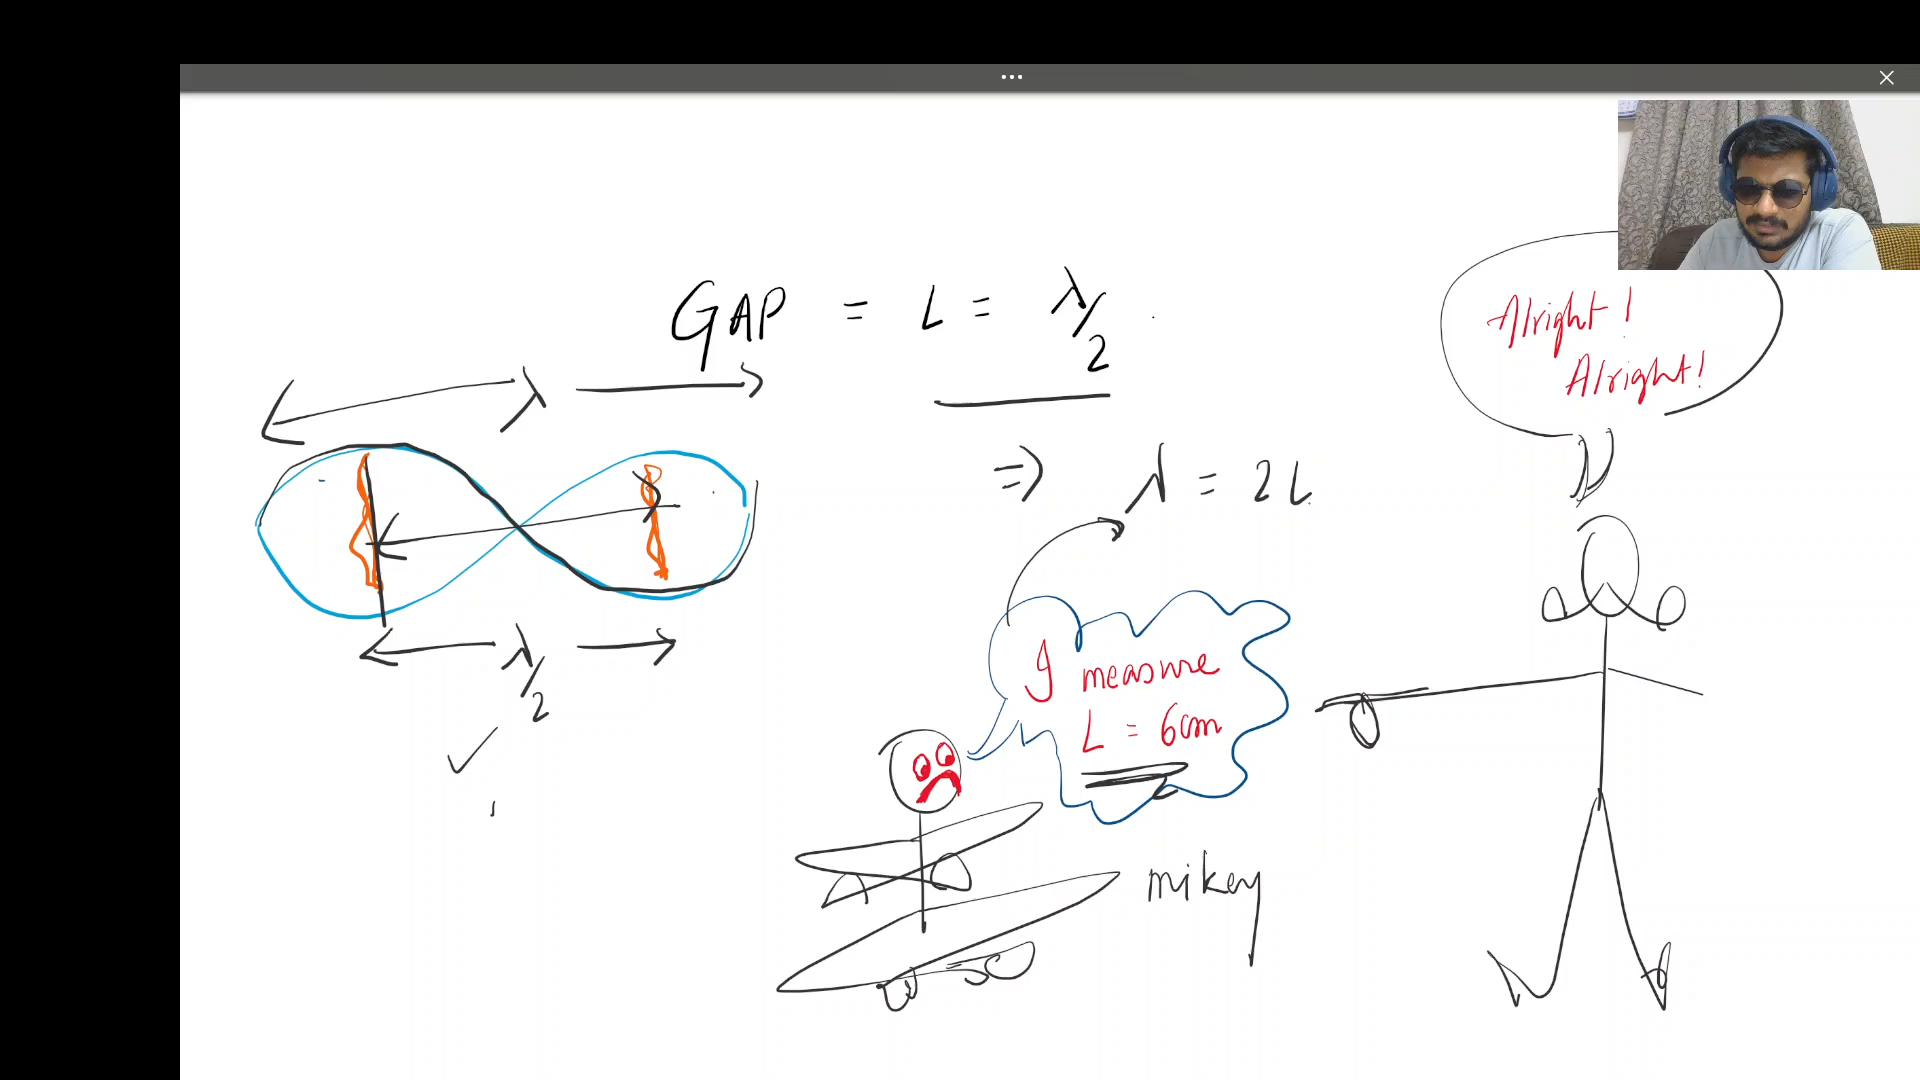 GAP = L = λ/2
λ
⇒ λ = 2L
λ/2
I measure
L = 6cm
mikey
Alright!
Alright!